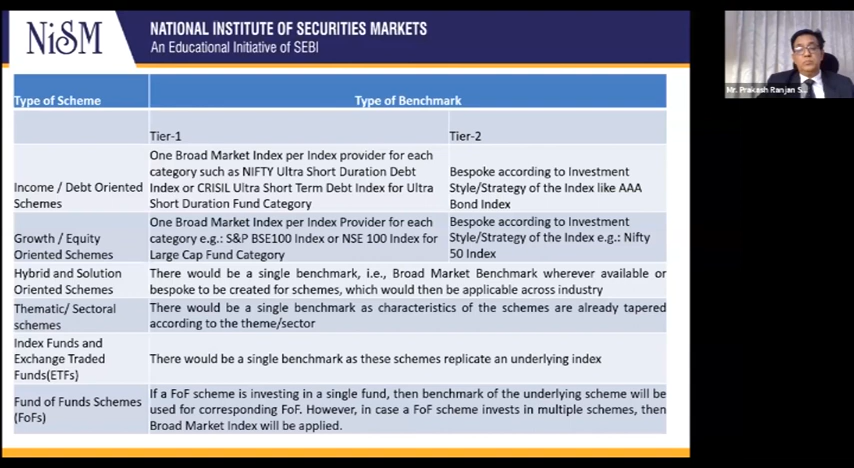 NiSM
NATIONAL INSTITUTE OF SECURITIES MARKETS
An Educational Initiative of SEBI
Mr. Prakash Ranjan S...
Type of Scheme
Type of Benchmark
Tier-1
Tier-2
Income / Debt Oriented
Schemes
One Broad Market Index per Index provider for each
category such as NIFTY Ultra Short Duration Debt
Index or CRISIL Ultra Short Term Debt Index for Ultra
Short Duration Fund Category
Bespoke according to Investment
Style/Strategy of the Index like AAA
Bond Index
Growth / Equity
Oriented Schemes
One Broad Market Index per Index Provider for each
category e.g.: S&P BSE100 Index or NSE 100 Index for
Large Cap Fund Category
Bespoke according to Investment
Style/Strategy of the Index e.g.: Nifty
50 Index
Hybrid and Solution
Oriented Schemes
There would be a single benchmark, i.e., Broad Market Benchmark wherever available or
bespoke to be created for schemes, which would then be applicable across industry
Thematic/ Sectoral
schemes
There would be a single benchmark as characteristics of the schemes are already tapered
according to the theme/sector
Index Funds and
Exchange Traded
Funds(ETFs)
There would be a single benchmark as these schemes replicate an underlying index
Fund of Funds Schemes
(FoFs)
If a FoF scheme is investing in a single fund, then benchmark of the underlying scheme will be
used for corresponding FoF. However, in case a FoF scheme invests in multiple schemes, then
Broad Market Index will be applied.